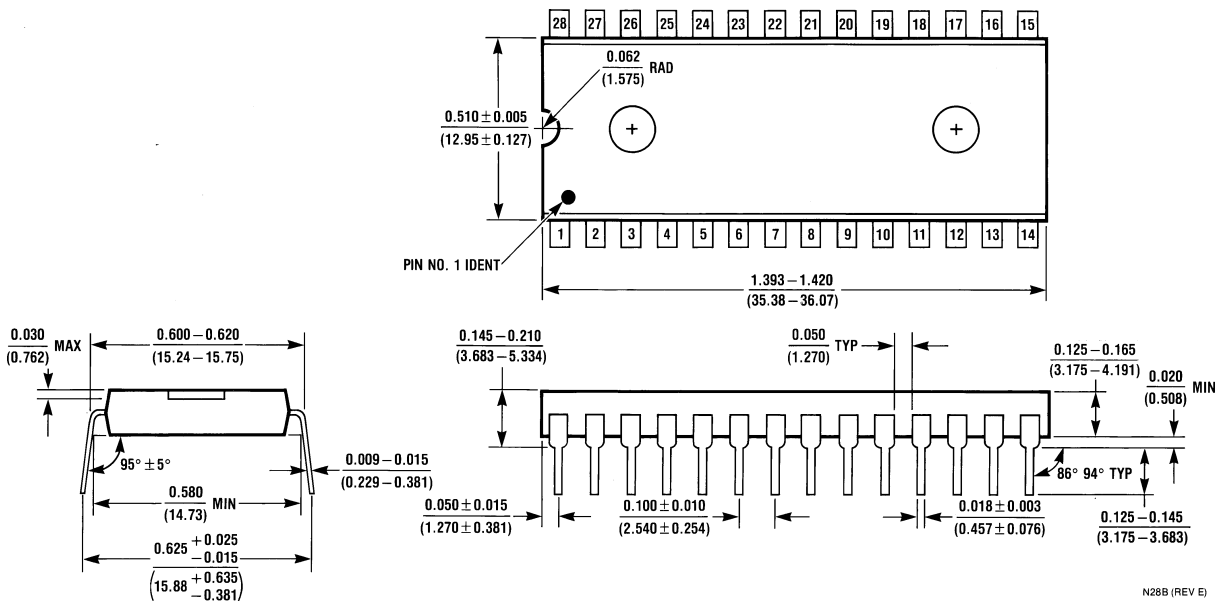 28 27 26 25 24 23 22 21 20 19 18 17 16 15
0.062
(1.575)
RAD
0.510 ± 0.005
(12.95 ± 0.127)
1 2 3 4 5 6 7 8 9 10 11 12 13 14
PIN NO. 1 IDENT
1.393 – 1.420
(35.38 – 36.07)
0.030
(0.762)
MAX
0.600 – 0.620
(15.24 – 15.75)
95° ± 5°
0.009 – 0.015
(0.229 – 0.381)
0.580
(14.73)
MIN
0.625 + 0.025 – 0.015
(15.88 + 0.635 – 0.381)
0.145 – 0.210
(3.683 – 5.334)
0.050
(1.270)
TYP
0.125 – 0.165
(3.175 – 4.191)
0.020
(0.508)
MIN
86° 94° TYP
0.050 ± 0.015
(1.270 ± 0.381)
0.100 ± 0.010
(2.540 ± 0.254)
0.018 ± 0.003
(0.457 ± 0.076)
0.125 – 0.145
(3.175 – 3.683)
N28B (REV E)